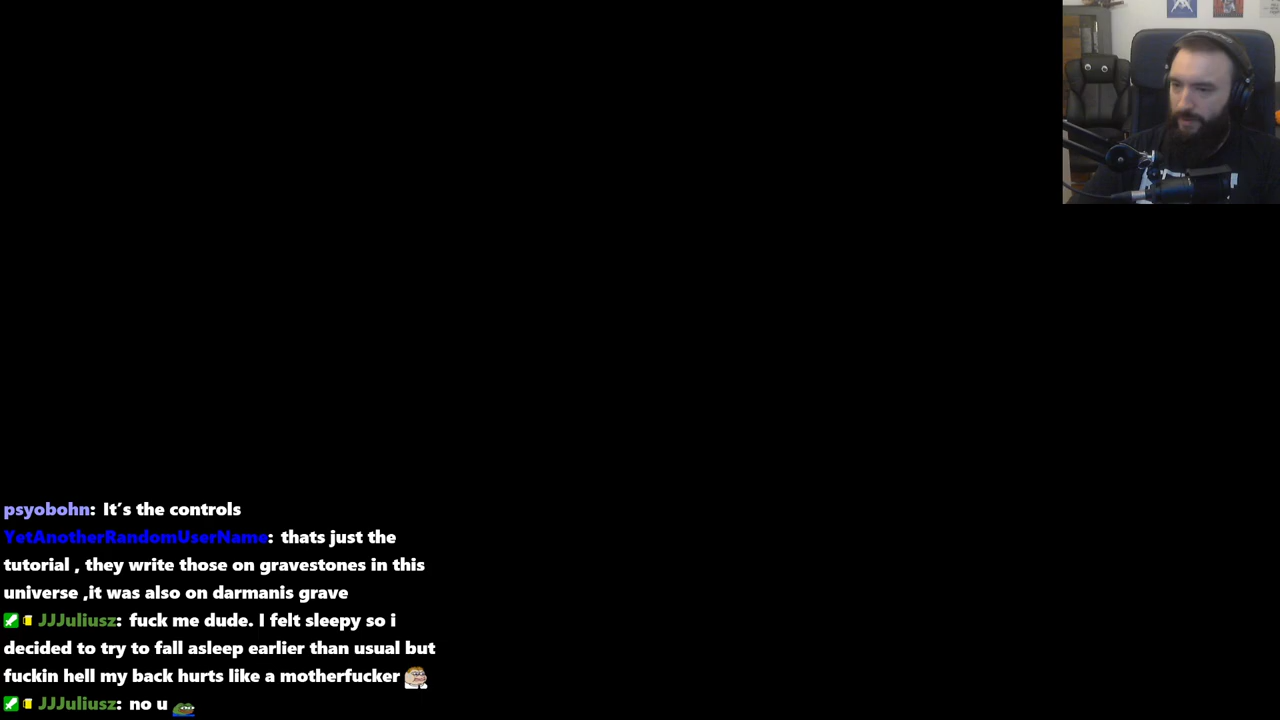 psyobohn: It's the controls
YetAnotherRandomUserName: thats just the
tutorial , they write those on gravestones in this
universe ,it was also on darmanis grave
JJJuliusz: fuck me dude. I felt sleepy so i
decided to try to fall asleep earlier than usual but
fuckin hell my back hurts like a motherfucker
JJJuliusz: no u